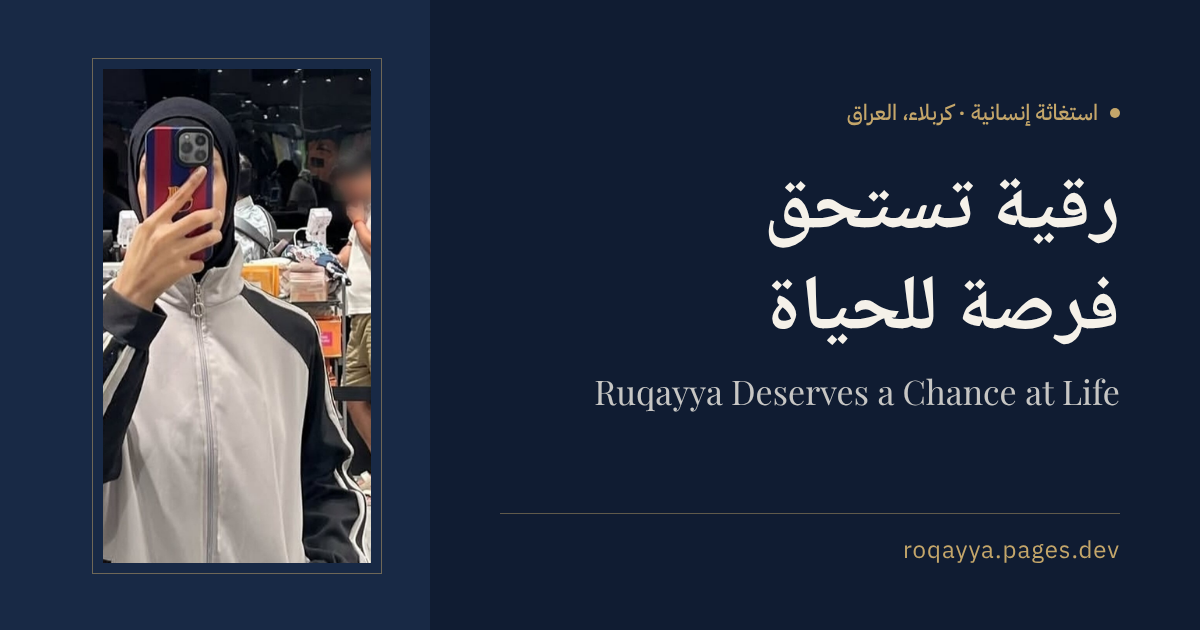 استغاثة إنسانية · كربلاء، العراق
رقية تستحق
فرصة للحياة
Ruqayya Deserves a Chance at Life
roqayya.pages.dev